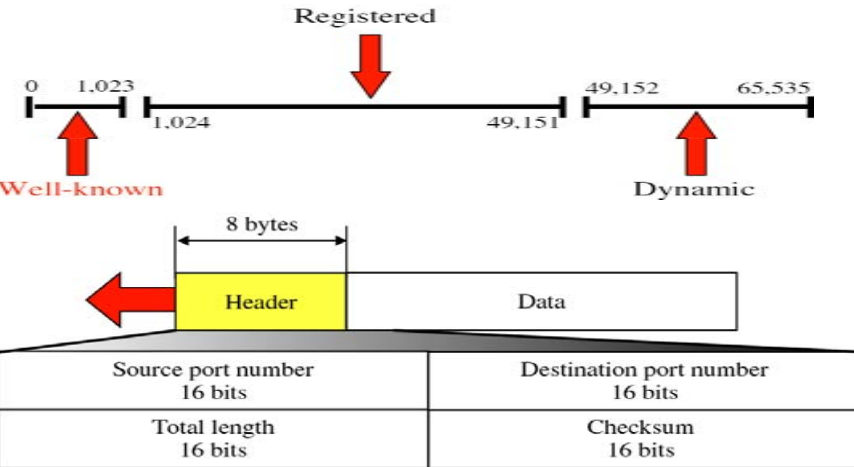 Registered
0 1,023
49,152 65,535
1,024 49,151
Well-known Dynamic
8 bytes
Header Data
Source port number Destination port number
16 bits 16 bits
Total length Checksum
16 bits 16 bits